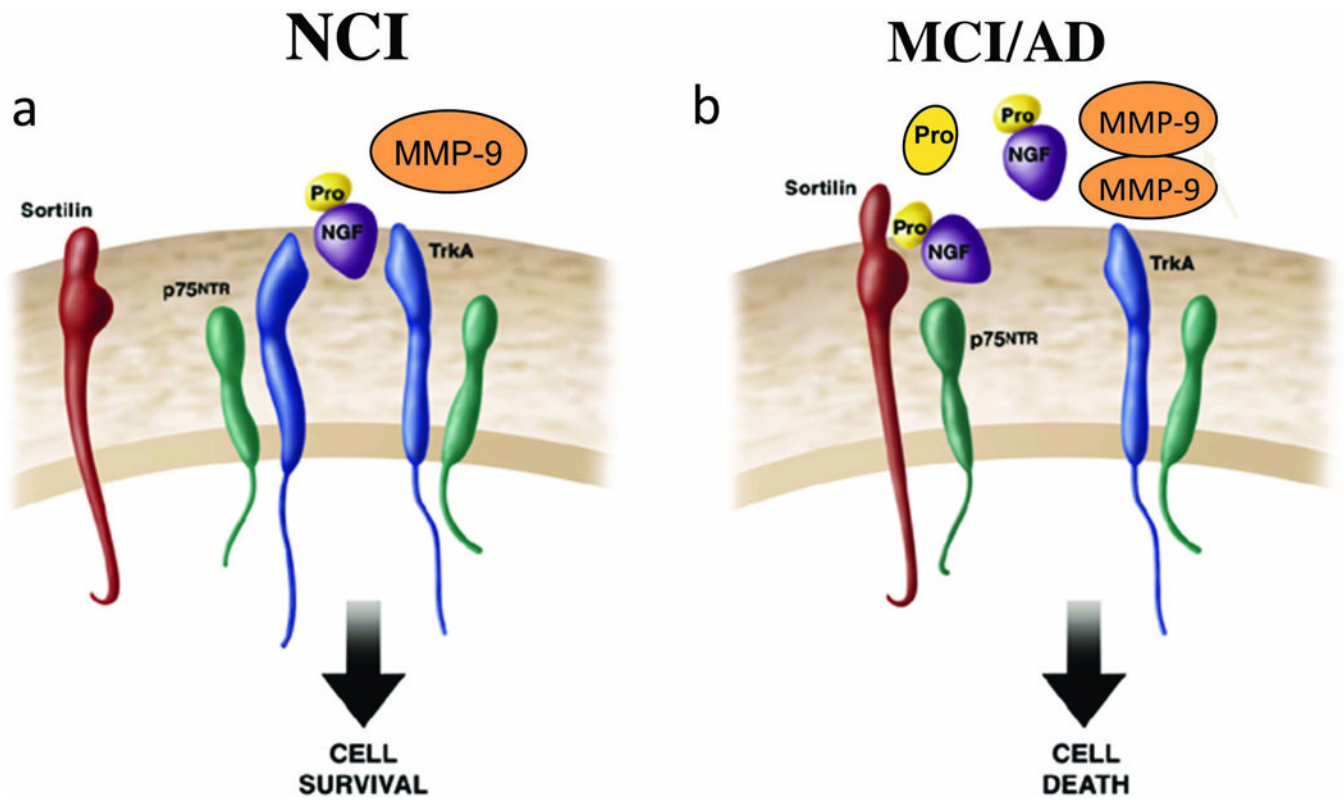 NCI
a
MMP-9
Pro
NGF
Sortilin
TrkA
p75NTR
CELL
SURVIVAL
MCI/AD
b
Pro
Pro
NGF
MMP-9
MMP-9
Sortilin
Pro
NGF
TrkA
p75NTR
CELL
DEATH